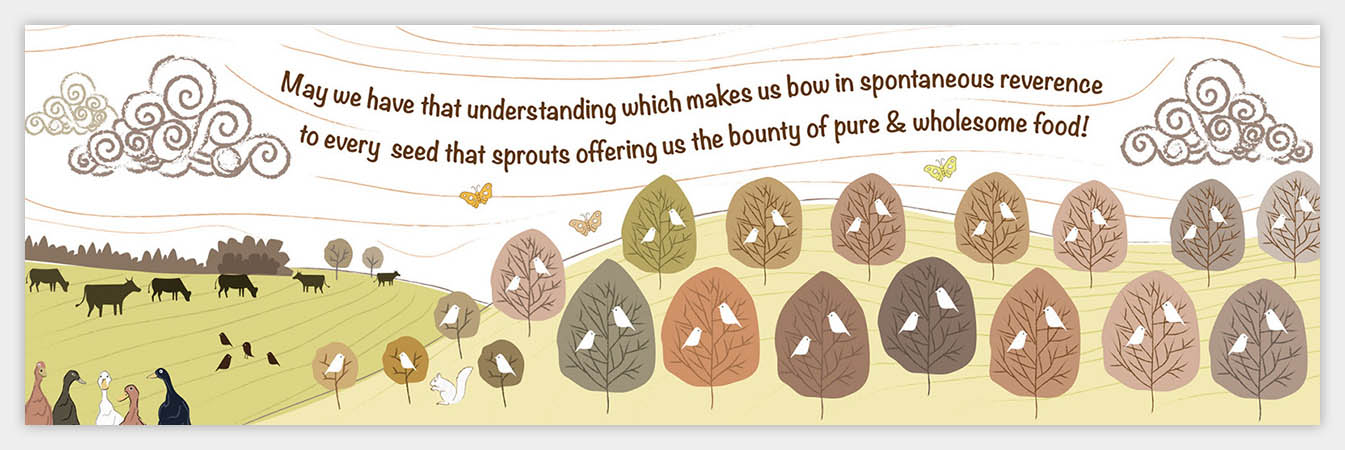 May we have that understanding which makes us bow in spontaneous reverence
to every seed that sprouts offering us the bounty of pure & wholesome food!